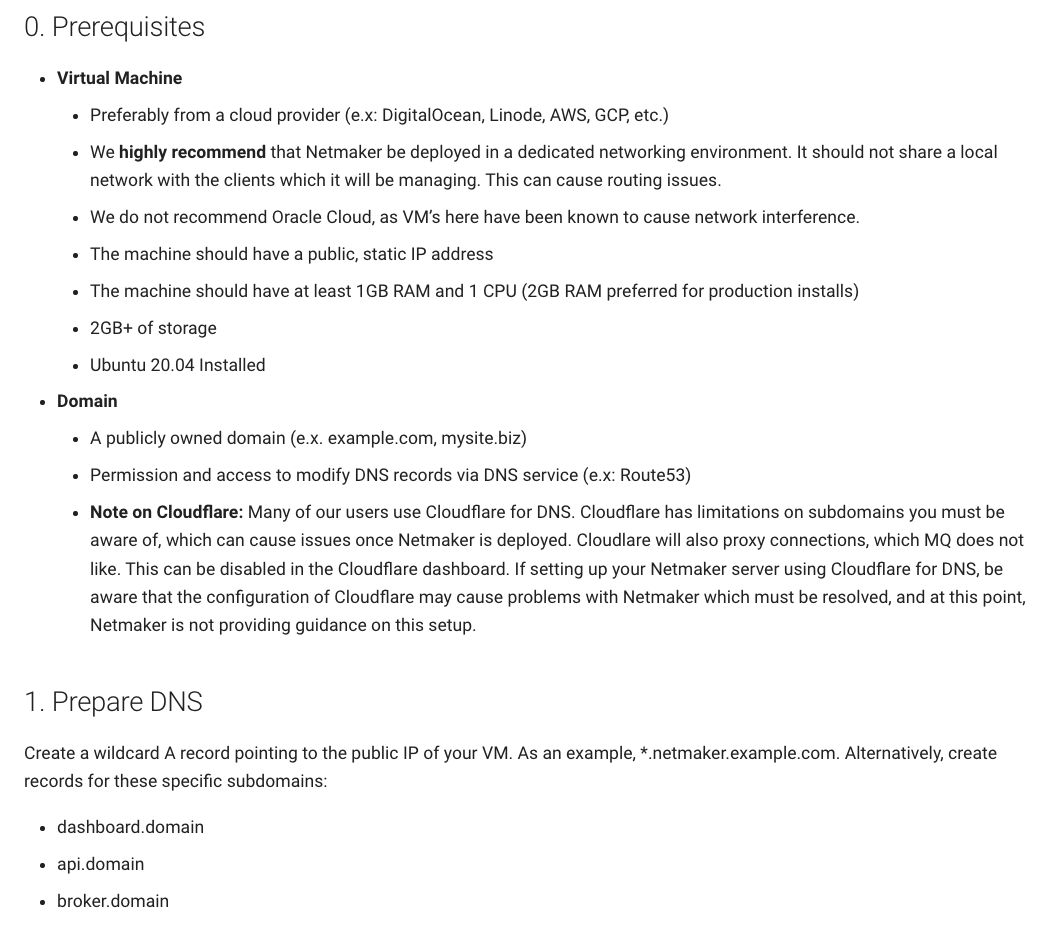 0. Prerequisites
• Virtual Machine
• Preferably from a cloud provider (e.x: DigitalOcean, Linode, AWS, GCP, etc.)
• We highly recommend that Netmaker be deployed in a dedicated networking environment. It should not share a local
network with the clients which it will be managing. This can cause routing issues.
• We do not recommend Oracle Cloud, as VM’s here have been known to cause network interference.
• The machine should have a public, static IP address
• The machine should have at least 1GB RAM and 1 CPU (2GB RAM preferred for production installs)
• 2GB+ of storage
• Ubuntu 20.04 Installed
• Domain
• A publicly owned domain (e.x. example.com, mysite.biz)
• Permission and access to modify DNS records via DNS service (e.x: Route53)
• Note on Cloudflare: Many of our users use Cloudflare for DNS. Cloudflare has limitations on subdomains you must be
aware of, which can cause issues once Netmaker is deployed. Cloudlare will also proxy connections, which MQ does not
like. This can be disabled in the Cloudflare dashboard. If setting up your Netmaker server using Cloudflare for DNS, be
aware that the configuration of Cloudflare may cause problems with Netmaker which must be resolved, and at this point,
Netmaker is not providing guidance on this setup.
1. Prepare DNS
Create a wildcard A record pointing to the public IP of your VM. As an example, *.netmaker.example.com. Alternatively, create
records for these specific subdomains:
• dashboard.domain
• api.domain
• broker.domain